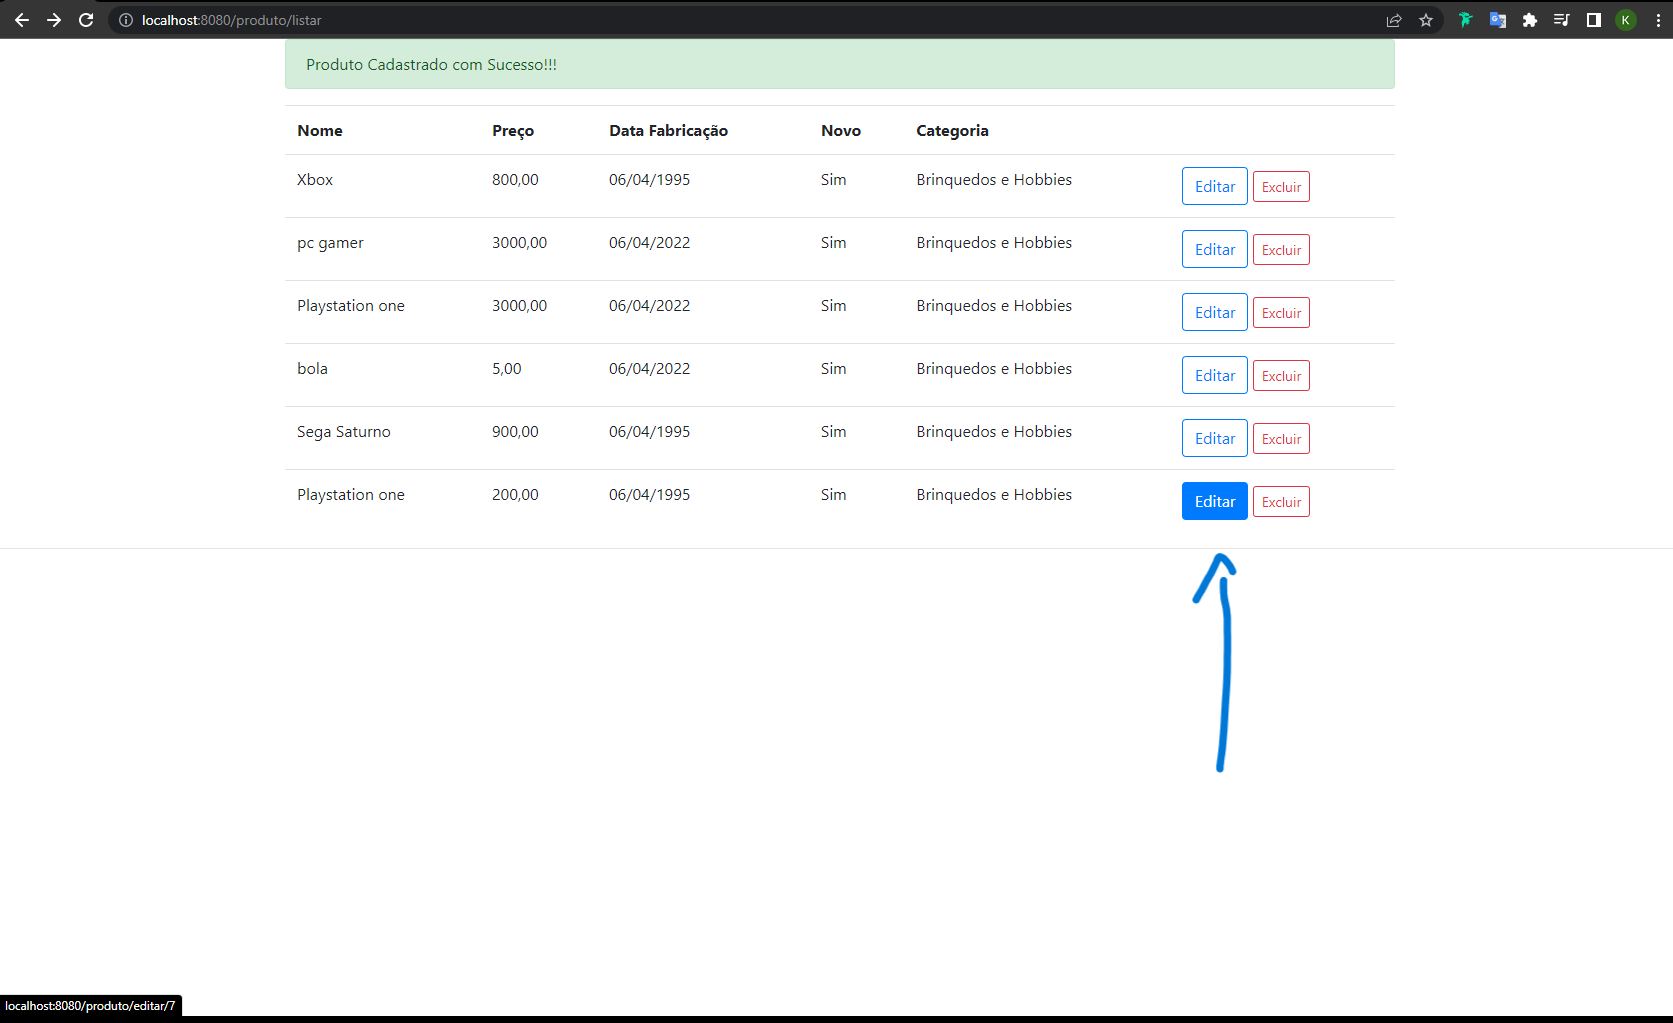 localhost:8080/produto/listar
K
Produto Cadastrado com Sucesso!!!
Nome Preço Data Fabricação Novo Categoria
Xbox 800,00 06/04/1995 Sim Brinquedos e Hobbies Editar Excluir
pc gamer 3000,00 06/04/2022 Sim Brinquedos e Hobbies Editar Excluir
Playstation one 3000,00 06/04/2022 Sim Brinquedos e Hobbies Editar Excluir
bola 5,00 06/04/2022 Sim Brinquedos e Hobbies Editar Excluir
Sega Saturno 900,00 06/04/1995 Sim Brinquedos e Hobbies Editar Excluir
Playstation one 200,00 06/04/1995 Sim Brinquedos e Hobbies Editar Excluir
localhost:8080/produto/editar/7